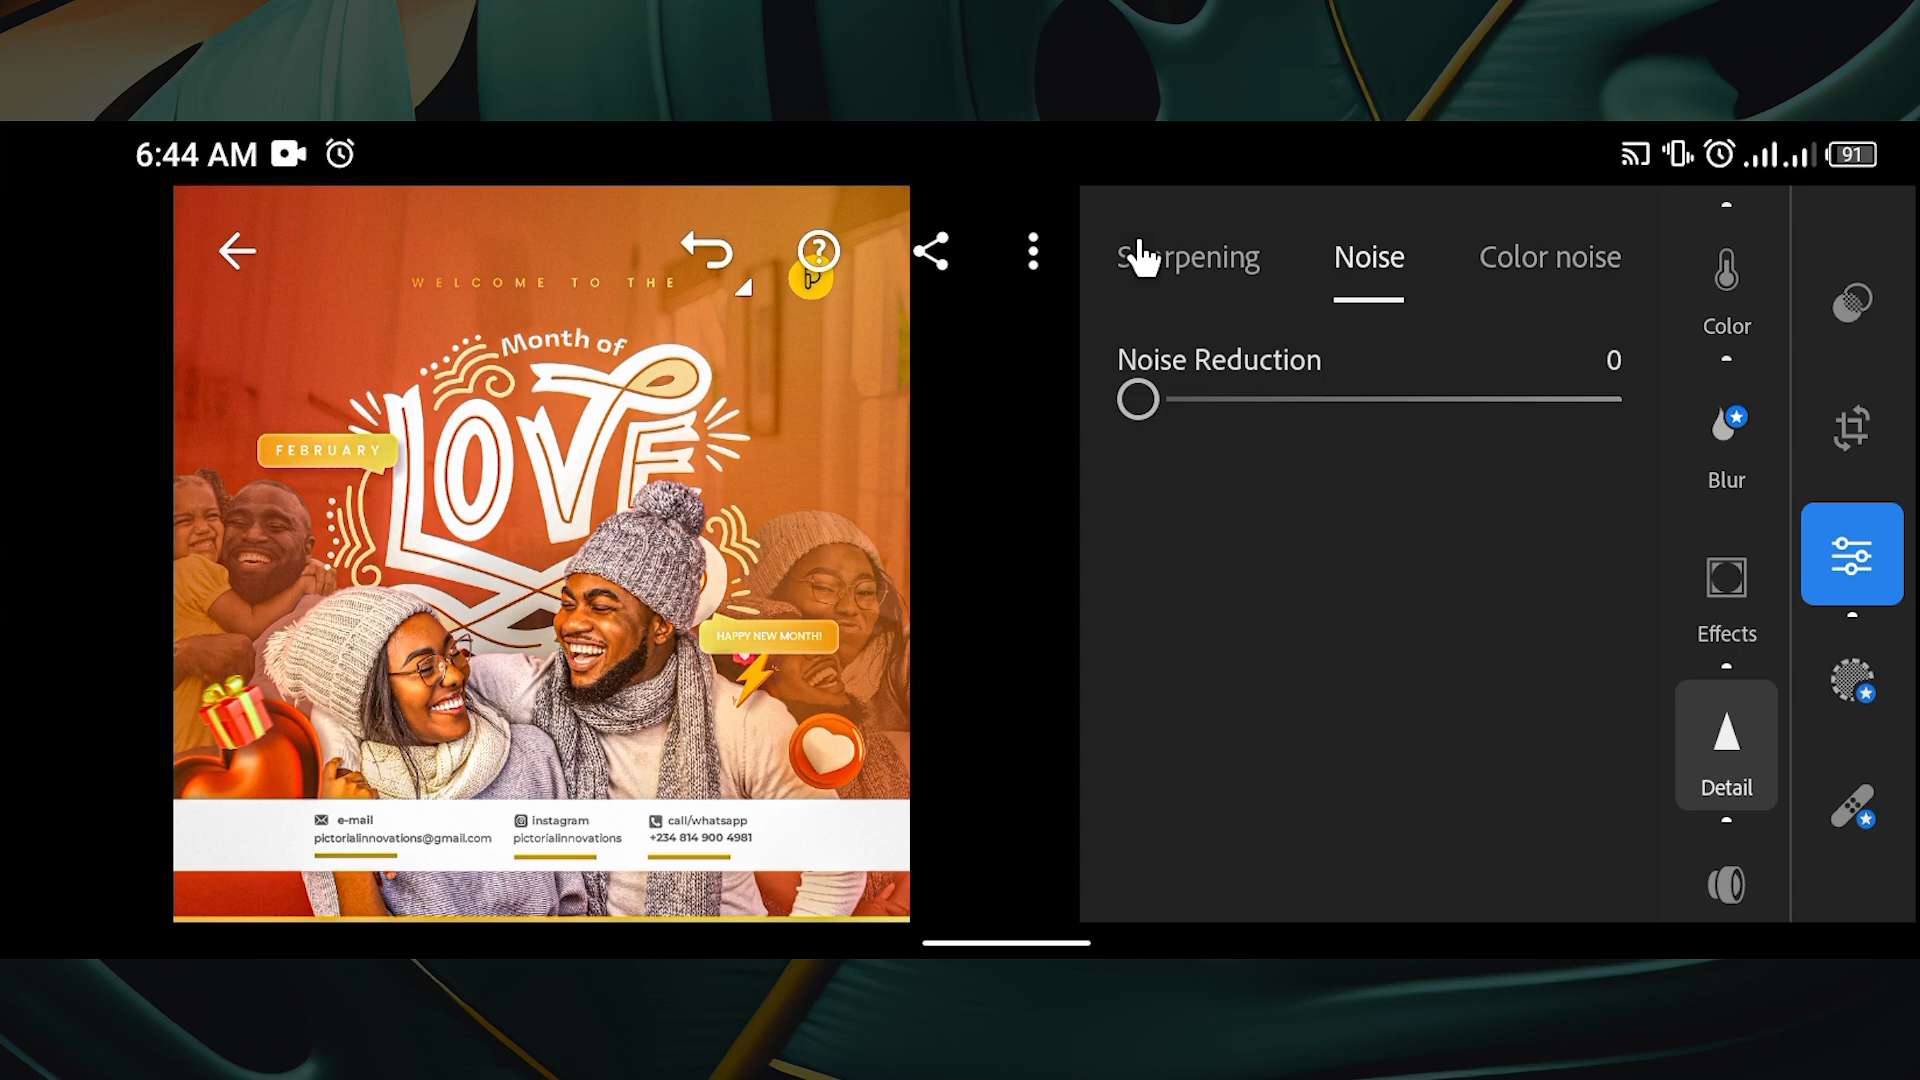 6:44 AM
91
WELCOME TO THE
P
Month of
LOVE
FEBRUARY
HAPPY NEW MONTH!
e-mail
pictorialinnovations@gmail.com
instagram
pictorialinnovations
call/whatsapp
+234 814 900 4981
Noise
Color noise
Noise Reduction 0
Color
Blur
Effects
Detail